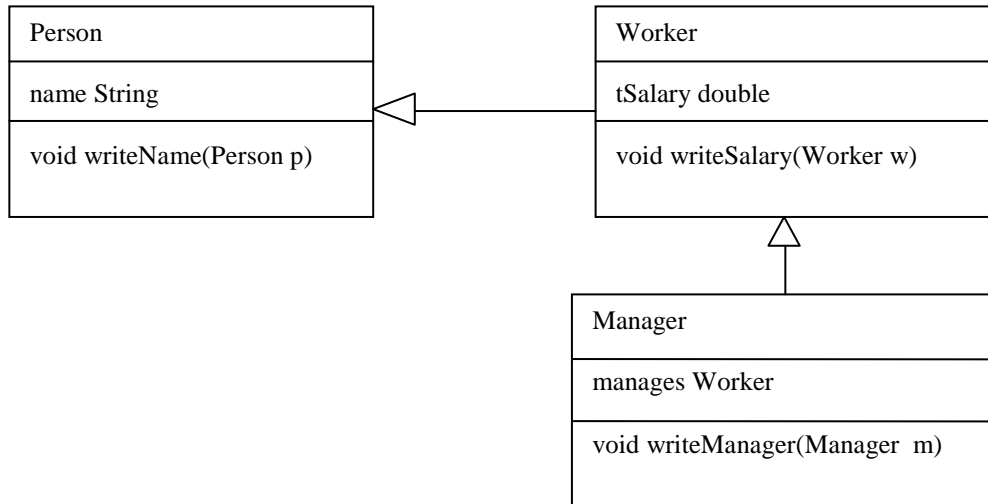 Person
name String
void writeName(Person p)
Worker
tSalary double
void writeSalary(Worker w)
Manager
manages Worker
void writeManager(Manager  m)